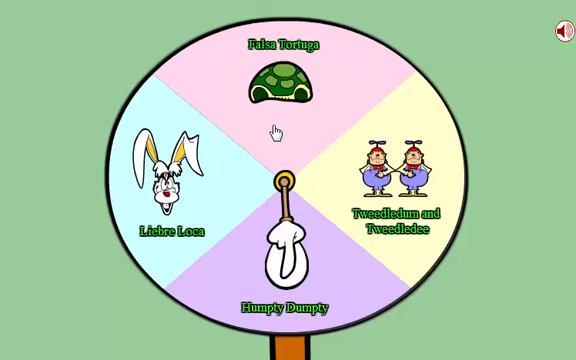 Falsa Tortuga
Liebre Loca
Tweedledum and
Tweedledee
Humpty Dumpty